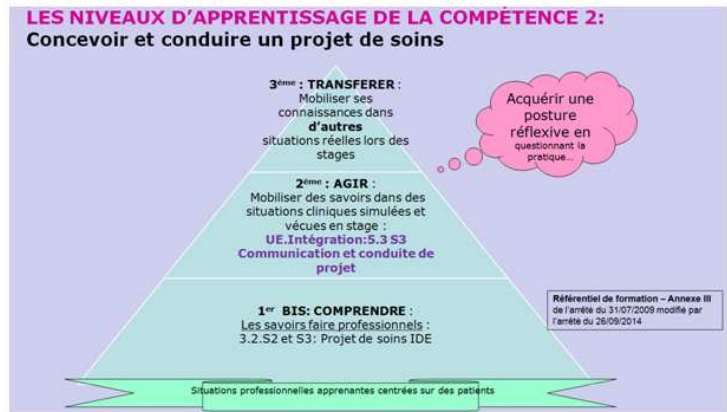 LES NIVEAUX D'APPRENTISSAGE DE LA COMPÉTENCE 2:
Concevoir et conduire un projet de soins
3ème : TRANSFERER :
Mobiliser ses
connaissances dans
d'autres
situations réelles lors des
stages
Acquérir une
posture
réflexive en
questionnant la
pratique...
2ème : AGIR :
Mobiliser des savoirs dans des
situations cliniques simulées et
vécues en stage :
UE.Intégration:5.3 S3
Communication et conduite de
projet
1er BIS: COMPRENDRE :
Les savoirs faire professionnels :
3.2.S2 et S3: Projet de soins IDE
Référentiel de formation – Annexe III
de l'arrêté du 31/07/2009 modifié par
l'arrêté du 26/09/2014
Situations professionnelles apprenantes centrées sur des patients